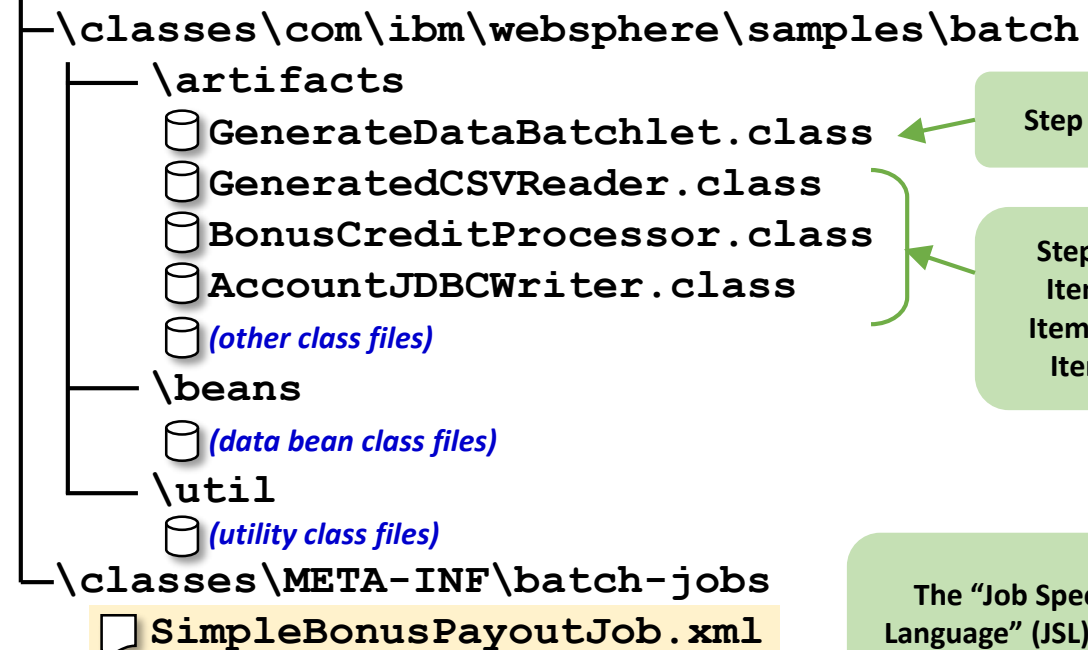 \classes\com\ibm\websphere\samples\batch
\artifacts
GenerateDataBatchlet.class
Step
GeneratedCSVReader.class
BonusCreditProcessor.class
AccountJDBCWriter.class
(other class files)
Step
Item
Item
\beans
(data bean class files)
\util
(utility class files)
\classes\META-INF\batch-jobs
SimpleBonusPayoutJob.xml
The “Job Spec
Language” (JSL)